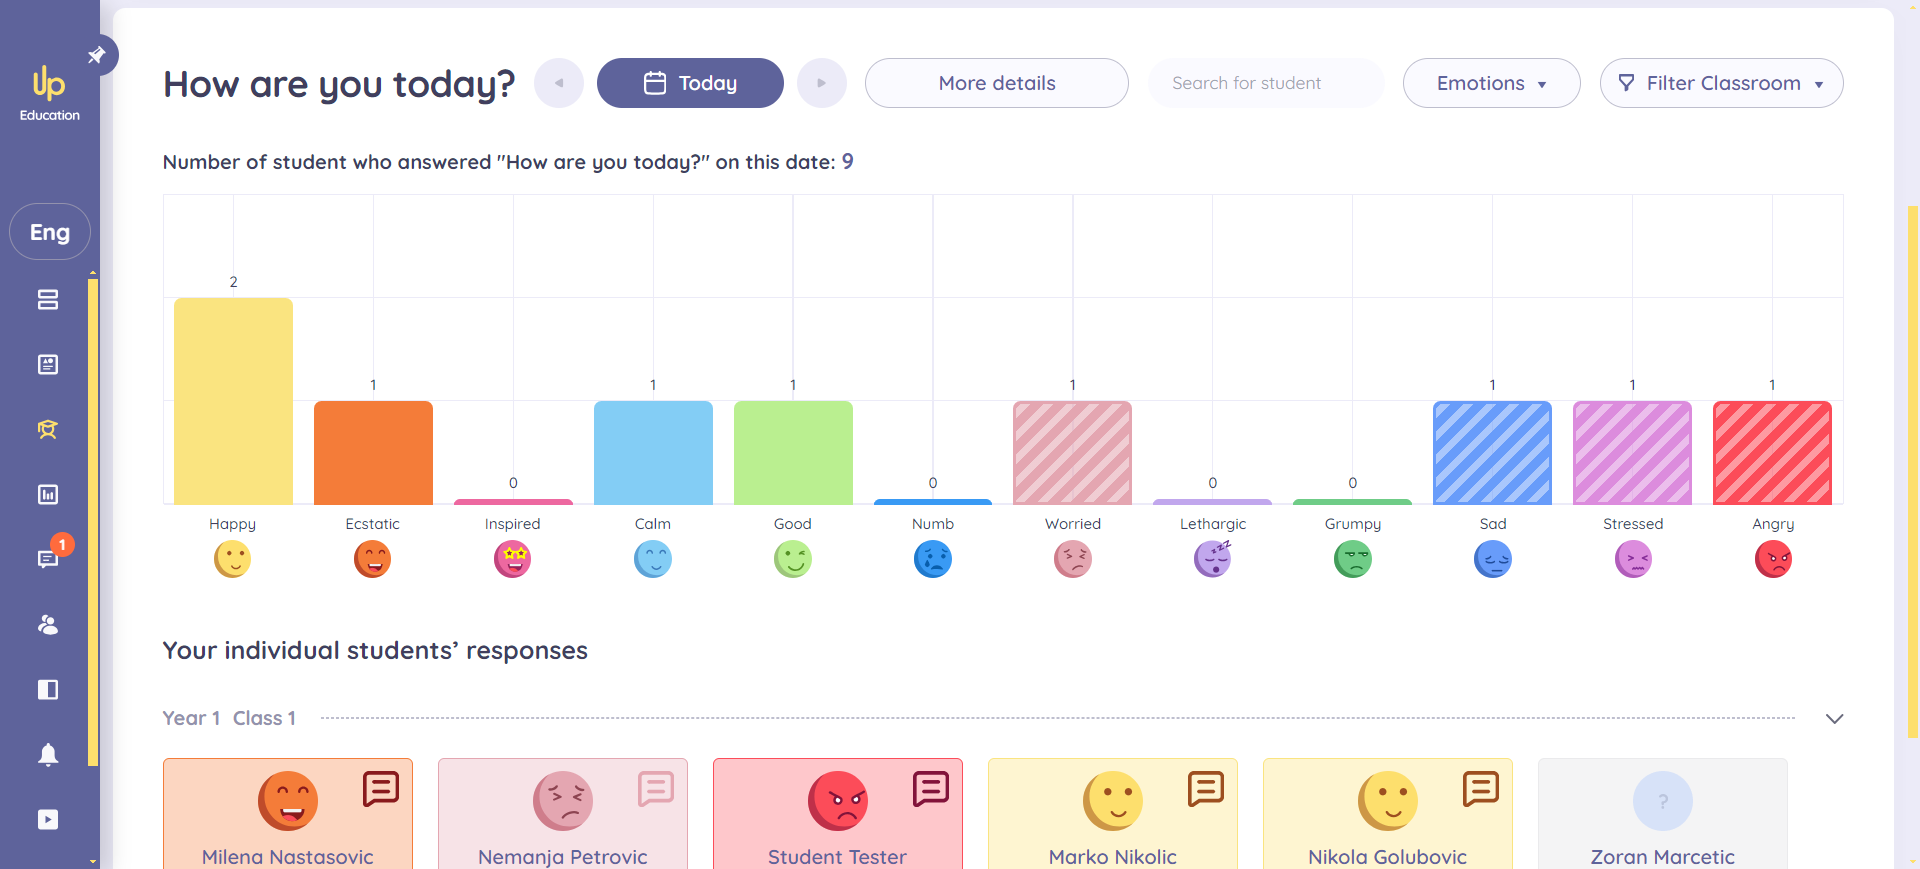 Up
Education
Eng
1
How are you today?
Today
More details
Search for student
Emotions
Filter Classroom
Number of student who answered "How are you today?" on this date: 9
2
1
0
1
1
0
1
0
0
1
1
1
Happy
Ecstatic
Inspired
Calm
Good
Numb
Worried
Lethargic
Grumpy
Sad
Stressed
Angry
zzz
Your individual students’ responses
Year 1 Class 1
?
Milena Nastasovic
Nemanja Petrovic
Student Tester
Marko Nikolic
Nikola Golubovic
Zoran Marcetic